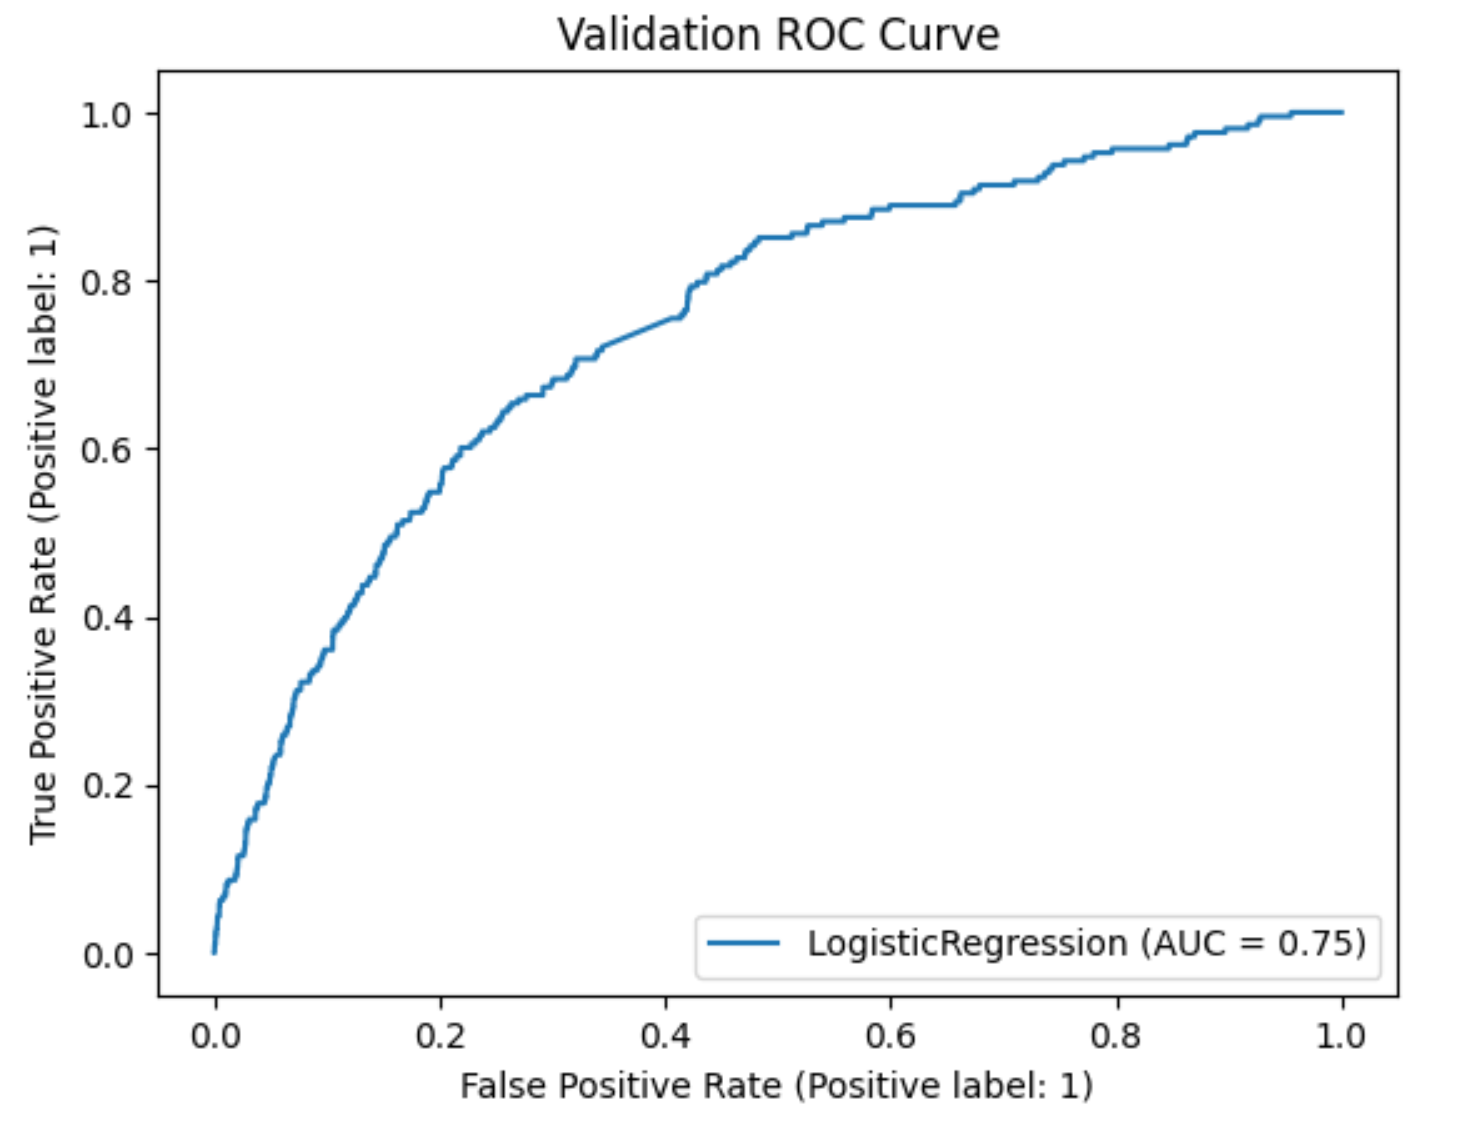 Validation ROC Curve
1.0
0.8
0.6
0.4
0.2
0.0
True Positive Rate (Positive label: 1)
LogisticRegression (AUC = 0.75)
0.0 0.2 0.4 0.6 0.8 1.0
False Positive Rate (Positive label: 1)